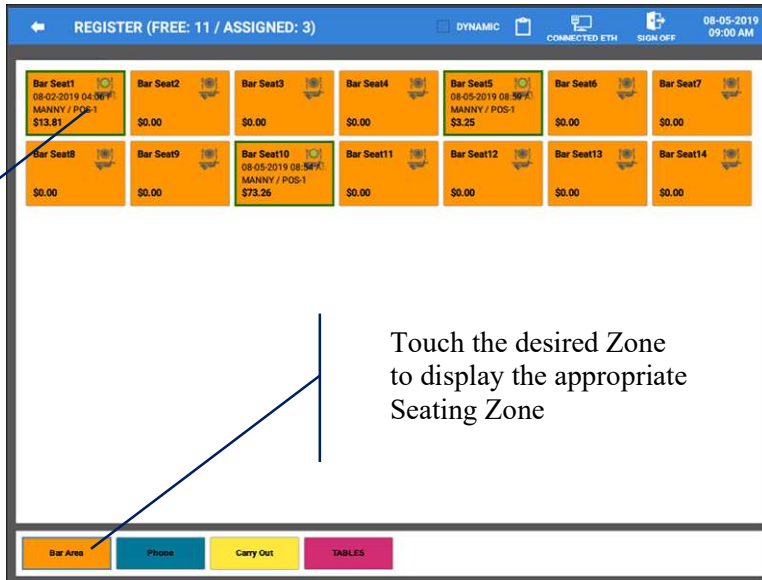 REGISTER (FREE: 11 / ASSIGNED: 3)
DYNAMIC
CONNECTED ETH
SIGN OFF
08-05-2019
09:00 AM
Bar Seat1
08-02-2019 04:06 P
MANNY / POS-1
$13.81
Bar Seat2
$0.00
Bar Seat3
$0.00
Bar Seat4
$0.00
Bar Seat5
08-05-2019 08:59 A
MANNY / POS-1
$3.25
Bar Seat6
$0.00
Bar Seat7
$0.00
Bar Seat8
$0.00
Bar Seat9
$0.00
Bar Seat10
08-05-2019 08:54 A
MANNY / POS-1
$73.26
Bar Seat11
$0.00
Bar Seat12
$0.00
Bar Seat13
$0.00
Bar Seat14
$0.00
Touch the desired Zone
to display the appropriate
Seating Zone
Bar Area
Phone
Carry Out
TABLES